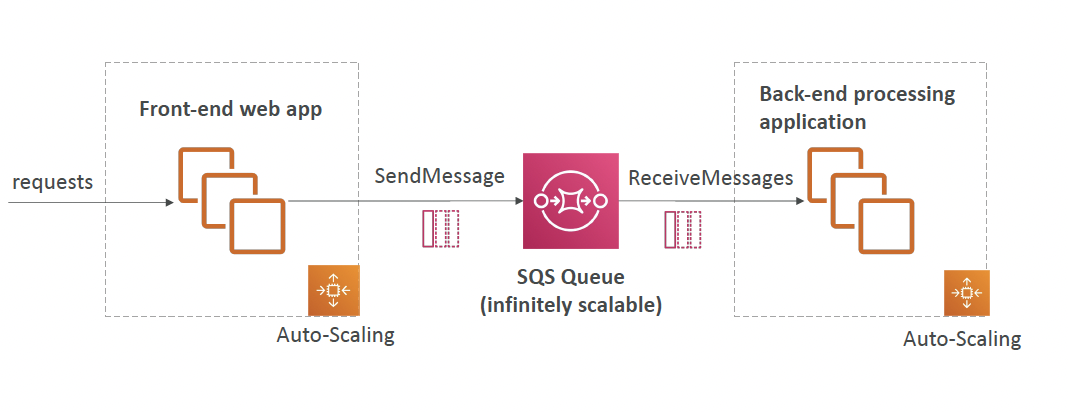 Front-end web app
Back-end processing
application
requests
SendMessage
ReceiveMessages
SQS Queue
(infinitely scalable)
Auto-Scaling
Auto-Scaling